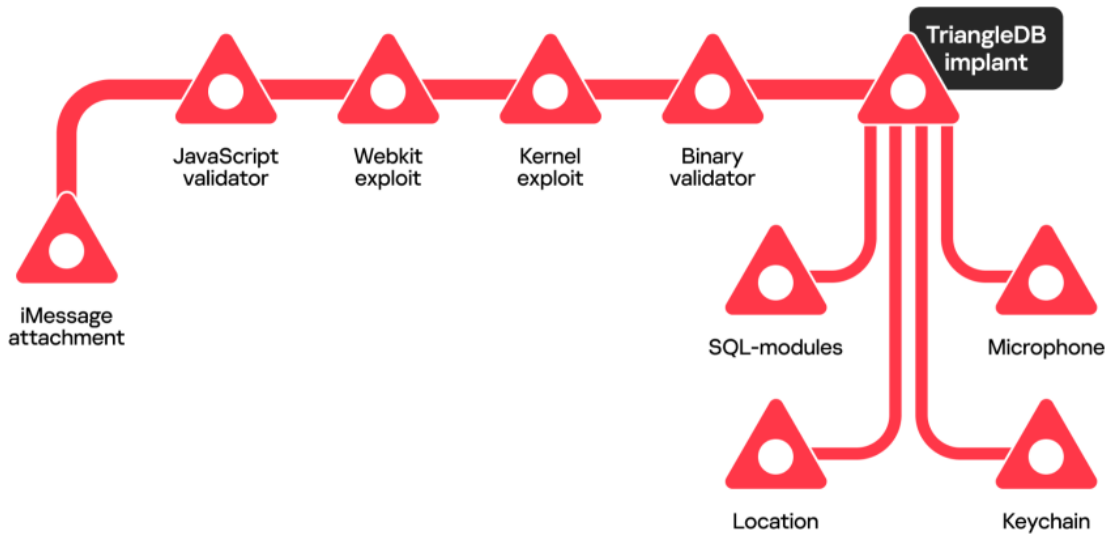 TriangleDB
implant
JavaScript
validator
Webkit
exploit
Kernel
exploit
Binary
validator
iMessage
attachment
SQL-modules
Microphone
Location
Keychain